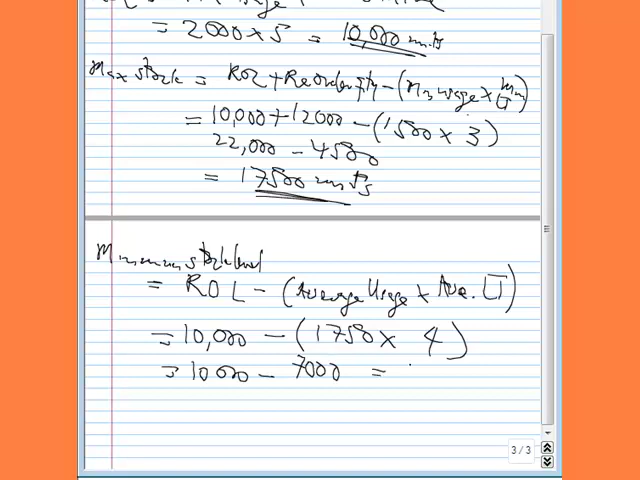 = 2000 x 5 = 10,000 units
Max stock = ROL + Reorder qty - (Min usage x Min LT)
= 10,000 + 12000 - (1500 x 3)
22,000 - 4500
= 17500 units
Minimum stock level
= ROL - (Average Usage x Ave. LT)
= 10,000 - (1750 x 4)
= 10000 - 7000 =
3 / 3